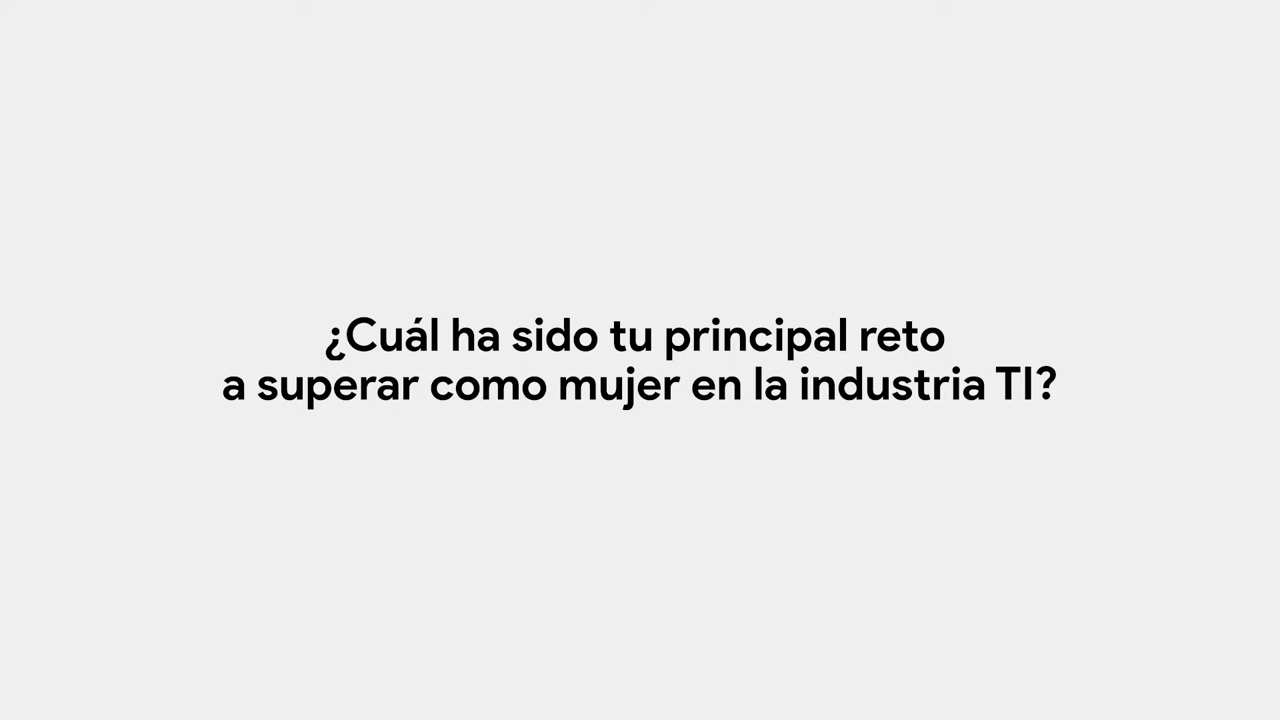 ¿Cuál ha sido tu principal reto
a superar como mujer en la industria TI?